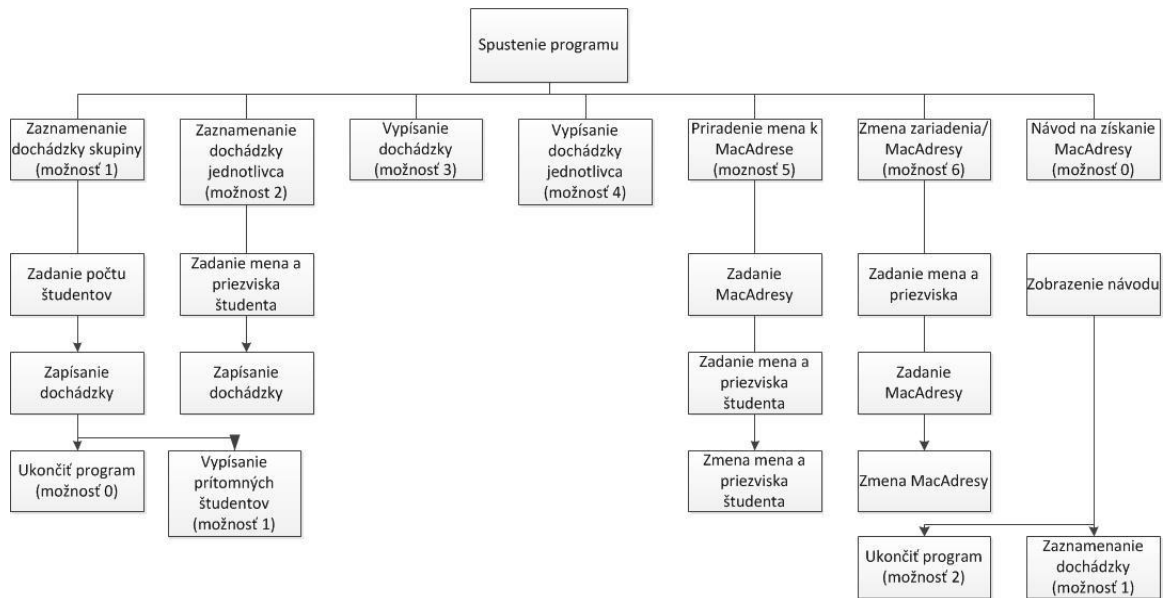 Spustenie programu
Zaznamenanie
dochádzky skupiny
(možnosť 1)
Zaznamenanie
dochádzky
jednotlivca
(možnost 2)
Vypísanie
dochádzky
(možnosť 3)
Vypísanie
dochádzky
jednotlivca
(možnosť 4)
Priradenie mena k
MacAdrese
(moznosť 5)
Zmena zariadenia/
MacAdresy
(možnosť 6)
Návod na získanie
MacAdresy
(možnosť 0)
Zadanie počtu
študentov
Zadanie mena a
priezviska
študenta
Zadanie
MacAdresy
Zadanie mena a
priezviska
Zobrazenie návodu
Zapísanie
dochádzky
Zapísanie
dochádzky
Zadanie mena a
priezviska
študenta
Zadanie
MacAdresy
Ukončiť program
(možnosť 0)
Vypísanie
prítomných
študentov
(možnosť 1)
Zmena mena a
priezviska
študenta
Zmena MacAdresy
Ukončiť program
(možnosť 2)
Zaznamenanie
dochádzky
(možnosť 1)